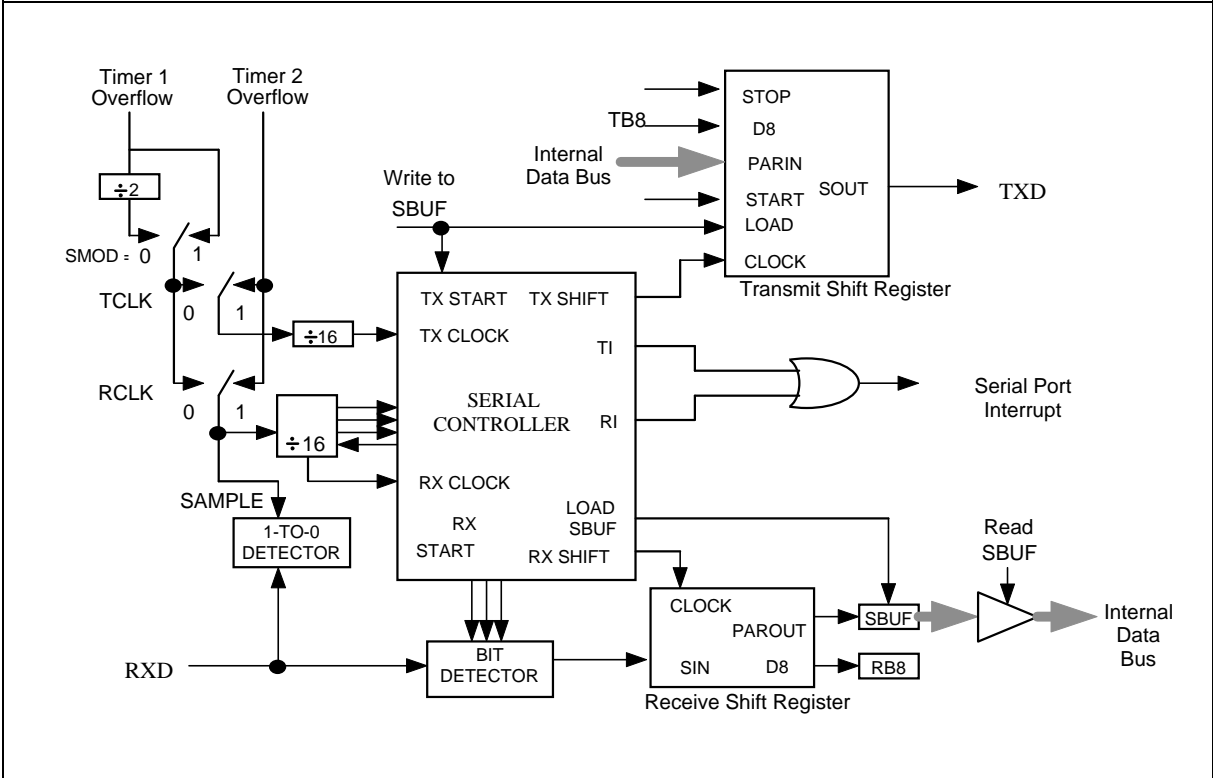 Timer 1
Overflow
Timer 2
Overflow
÷2
SMOD = 0
1
TCLK
0
1
÷16
RCLK
0
1
÷16
SAMPLE
1-TO-0
DETECTOR
RXD
Write to
SBUF
TX START
TX SHIFT
TX CLOCK
TI
SERIAL
CONTROLLER
RI
RX CLOCK
LOAD
SBUF
RX
START
RX SHIFT
BIT
DETECTOR
TB8
Internal
Data Bus
STOP
D8
PARIN
SOUT
START
LOAD
CLOCK
Transmit Shift Register
TXD
Serial Port
Interrupt
CLOCK
PAROUT
SIN
D8
Receive Shift Register
SBUF
RB8
Read
SBUF
Internal
Data
Bus